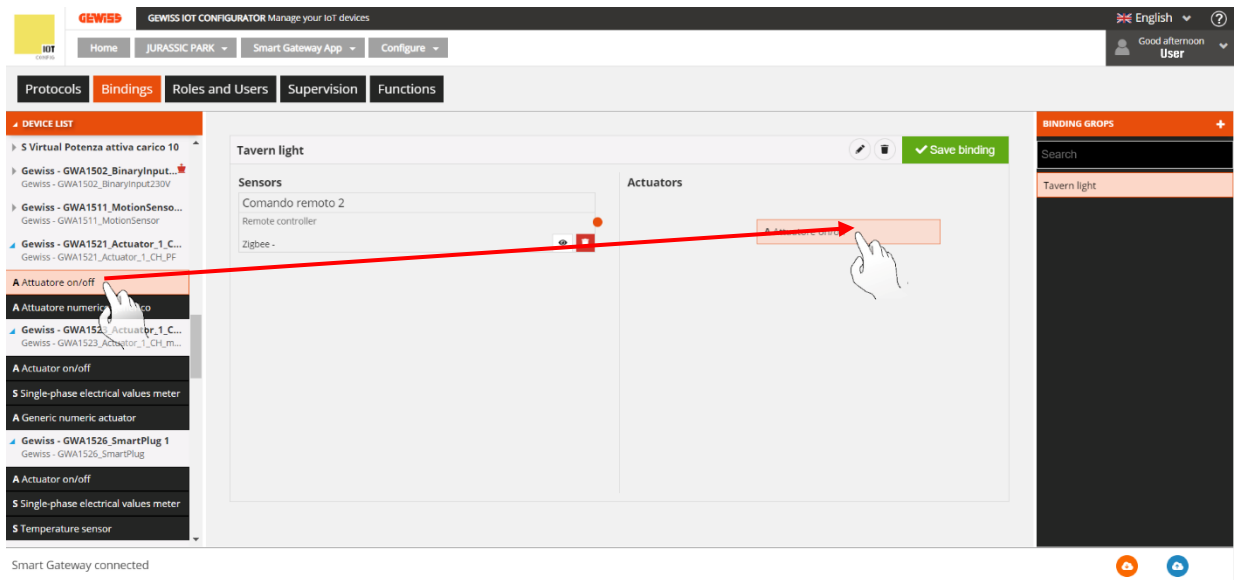 GEWISS
GEWISS IOT CONFIGURATOR Manage your IoT devices
English
?
IOT
Home
JURASSIC PARK
Smart Gateway App
Configure
Good afternoon
User
Protocols
Bindings
Roles and Users
Supervision
Functions
DEVICE LIST
S Virtual Potenza attiva carico 10
Gewiss - GWA1502_BinaryInput...
Gewiss - GWA1502_BinaryInput230V
Gewiss - GWA1511_MotionSenso...
Gewiss - GWA1511_MotionSensor
Gewiss - GWA1521_Actuator_1_C...
Gewiss - GWA1521_Actuator_1_CH_PF
A Attuatore on/off
A Attuatore
Gewiss - GWA1523_Actuator_1_C...
Gewiss - GWA1523_Actuator_1_CH_m...
A Actuator on/off
S Single-phase electrical values meter
A Generic numeric actuator
Gewiss - GWA1526_SmartPlug 1
Gewiss - GWA1526_SmartPlug
A Actuator on/off
S Single-phase electrical values meter
S Temperature sensor
Tavern light
Save binding
Sensors
Comando remoto 2
Remote controller
Zigbee -
Actuators
A Attuatore
BINDING GROPS
+
Search
Tavern light
Smart Gateway connected